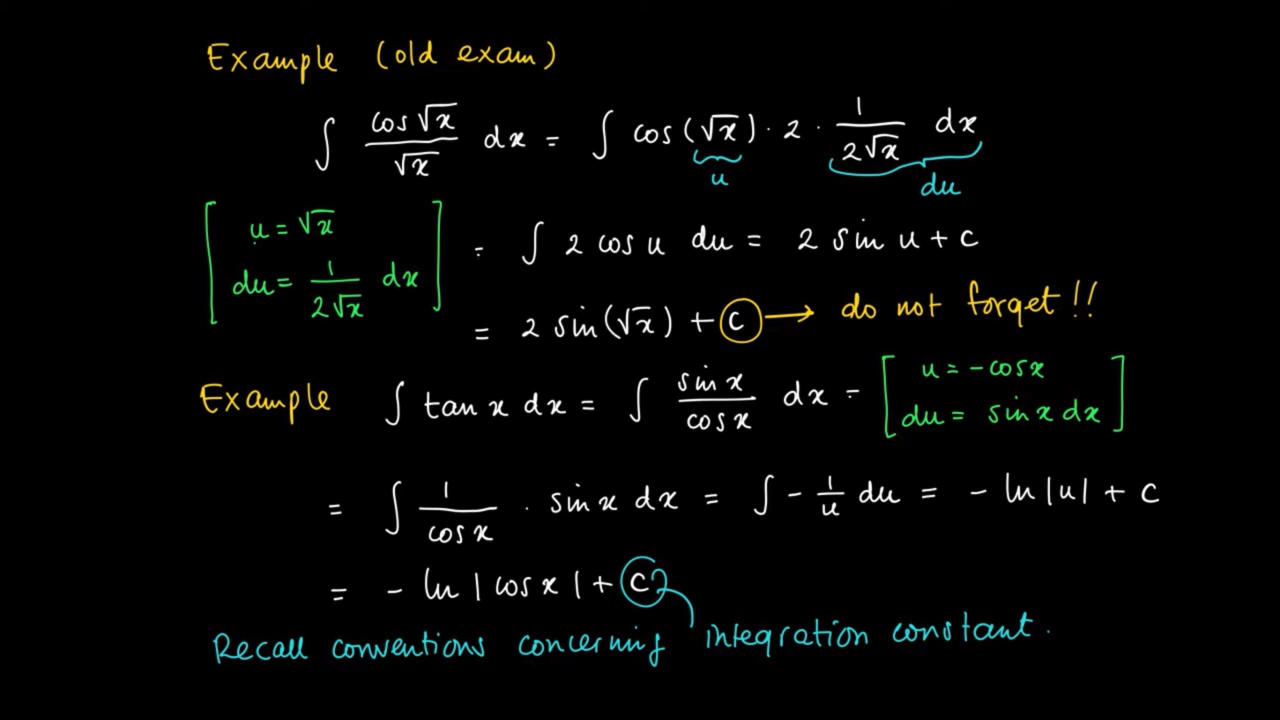 Example (old exam)
∫ cos√x / √x dx = ∫ cos(√x) · 2 · 1 / 2√x dx
u du
[ u = √x
du = 1 / 2√x dx ]
= ∫ 2 cos u du = 2 sin u + c
= 2 sin(√x) + c → do not forget!!
Example ∫ tan x dx = ∫ sin x / cos x dx = [ u = -cos x
du = sin x dx ]
= ∫ 1 / cos x · sin x dx = ∫ - 1/u du = - ln |u| + c
= - ln | cos x | + c
Recall conventions concerning integration constant.